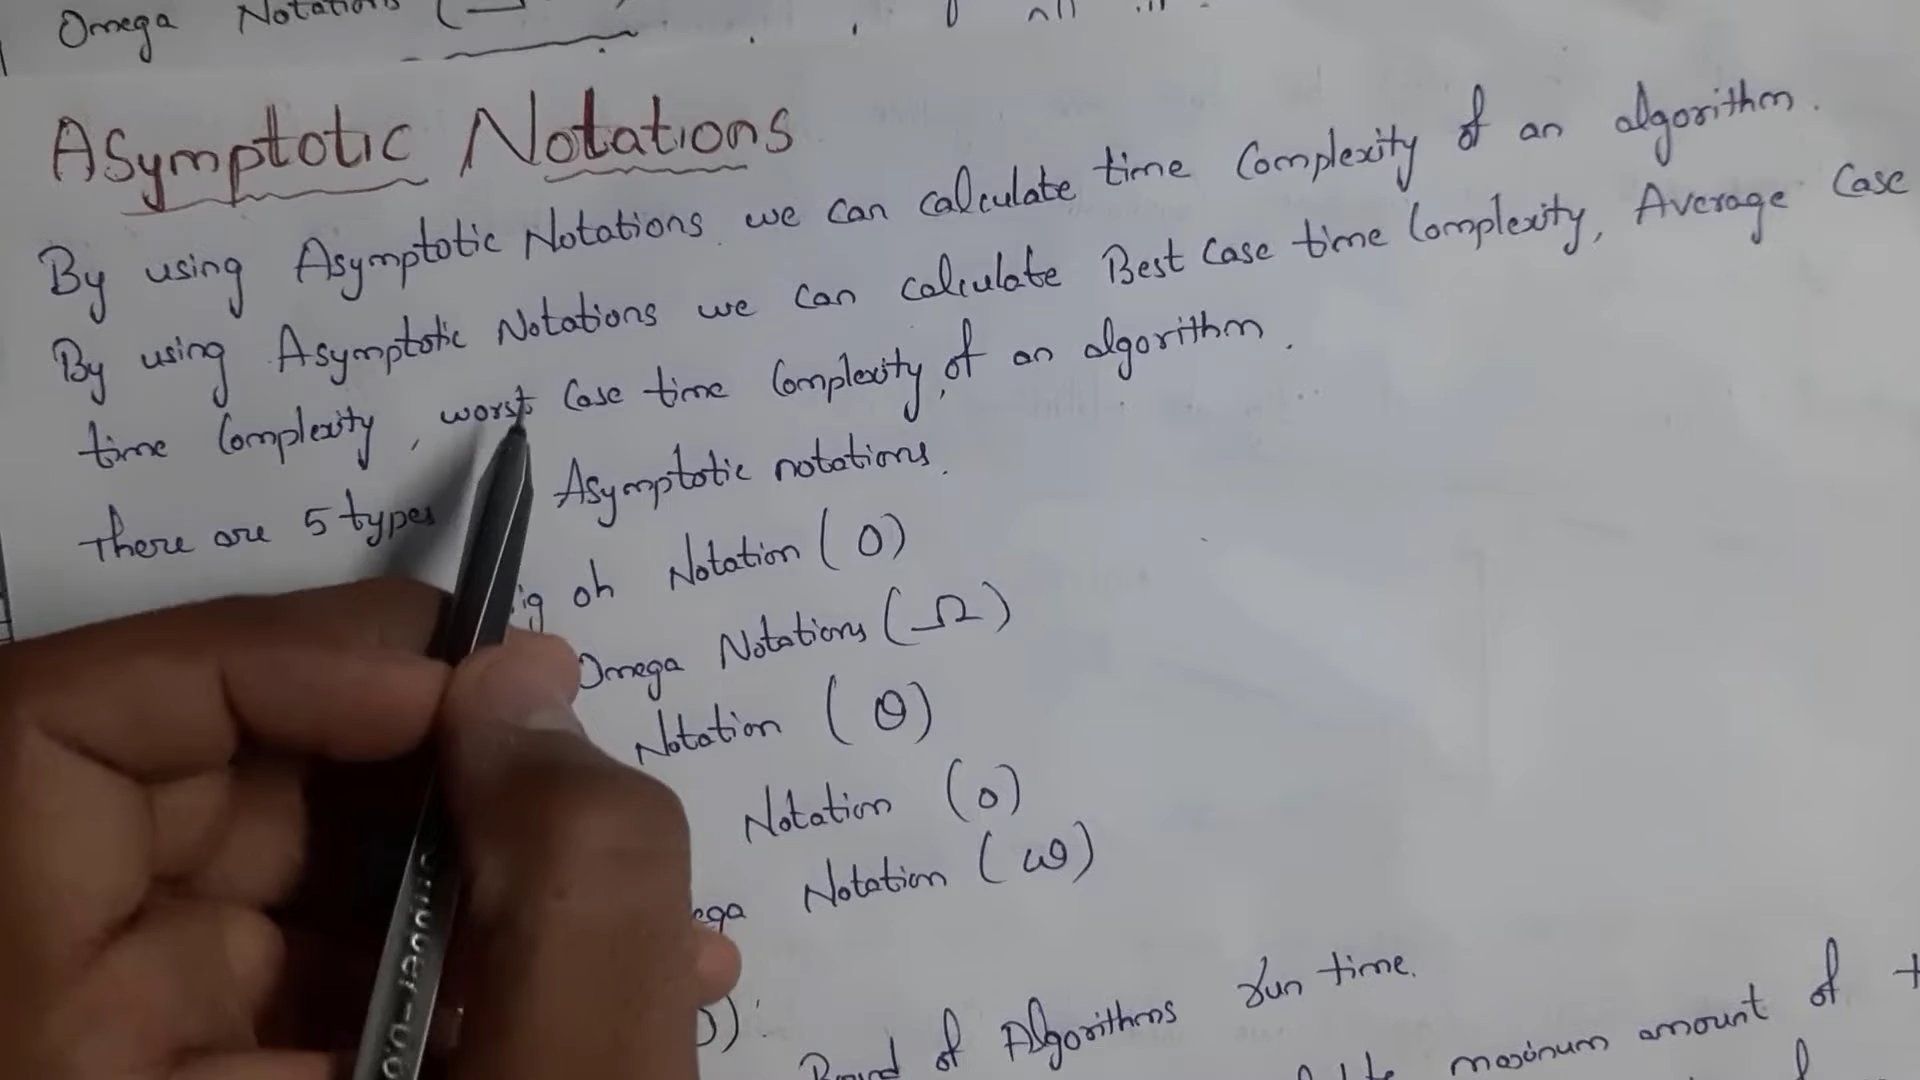 Omega Notations (
Asymptotic Notations
By using Asymptotic Notations we can calculate time Complexity of an algorithm.
By using Asymptotic Notations we can calculate Best Case time Complexity, Average Case
time Complexity, worst Case time Complexity, of an algorithm.
There are 5 types Asymptotic notations.
ig oh Notation (O)
Omega Notations (Ω)
Notation (θ)
Notation (o)
ega Notation (ω)
):
Bound of Algorithms run time.
maximum amount of t